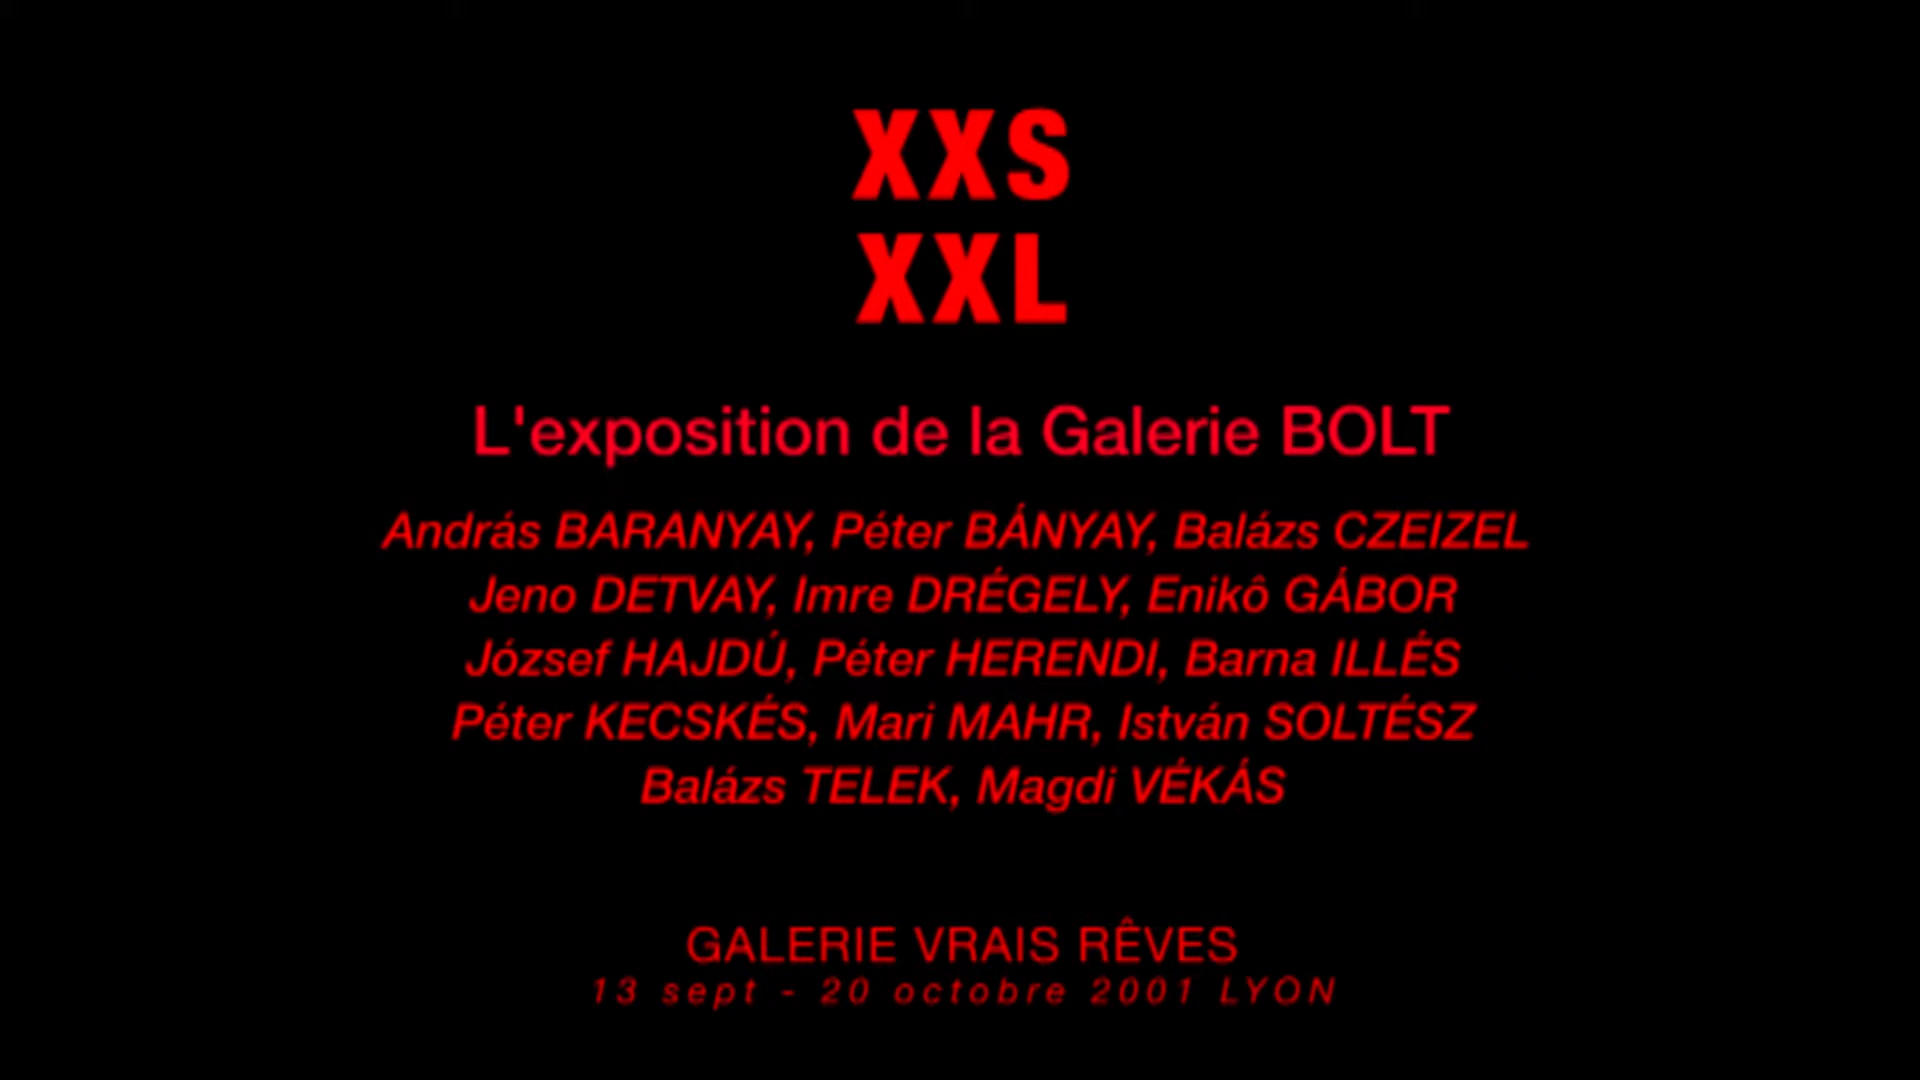 XXS
XXL
L'exposition de la Galerie BOLT
András BARANYAY, Péter BÁNYAY, Balázs CZEIZEL
Jeno DETVAY, Imre DRÉGELY, Enikô GÁBOR
József HAJDÚ, Péter HERENDI, Barna ILLÉS
Péter KECSKÉS, Mari MAHR, István SOLTÉSZ
Balázs TELEK, Magdi VÉKÁS
GALERIE VRAIS RÊVES
13 sept - 20 octobre 2001 LYON